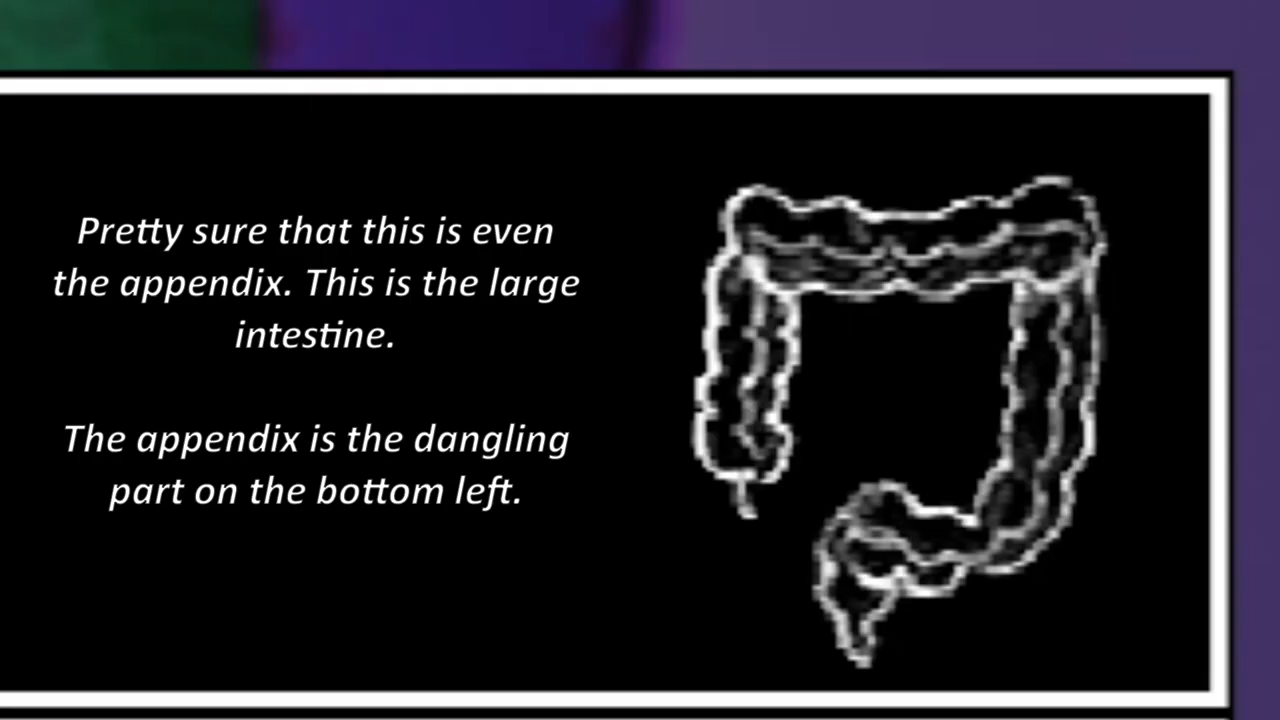 Pretty sure that this is even
the appendix. This is the large
intestine.
The appendix is the dangling
part on the bottom left.